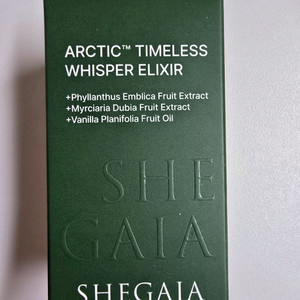 ARCTIC™ TIMELESS
WHISPER ELIXIR
+Phyllanthus Emblica Fruit Extract
+Myrciaria Dubia Fruit Extract
+Vanilla Planifolia Fruit Oil
SHE
GAIA
SHEGAIA